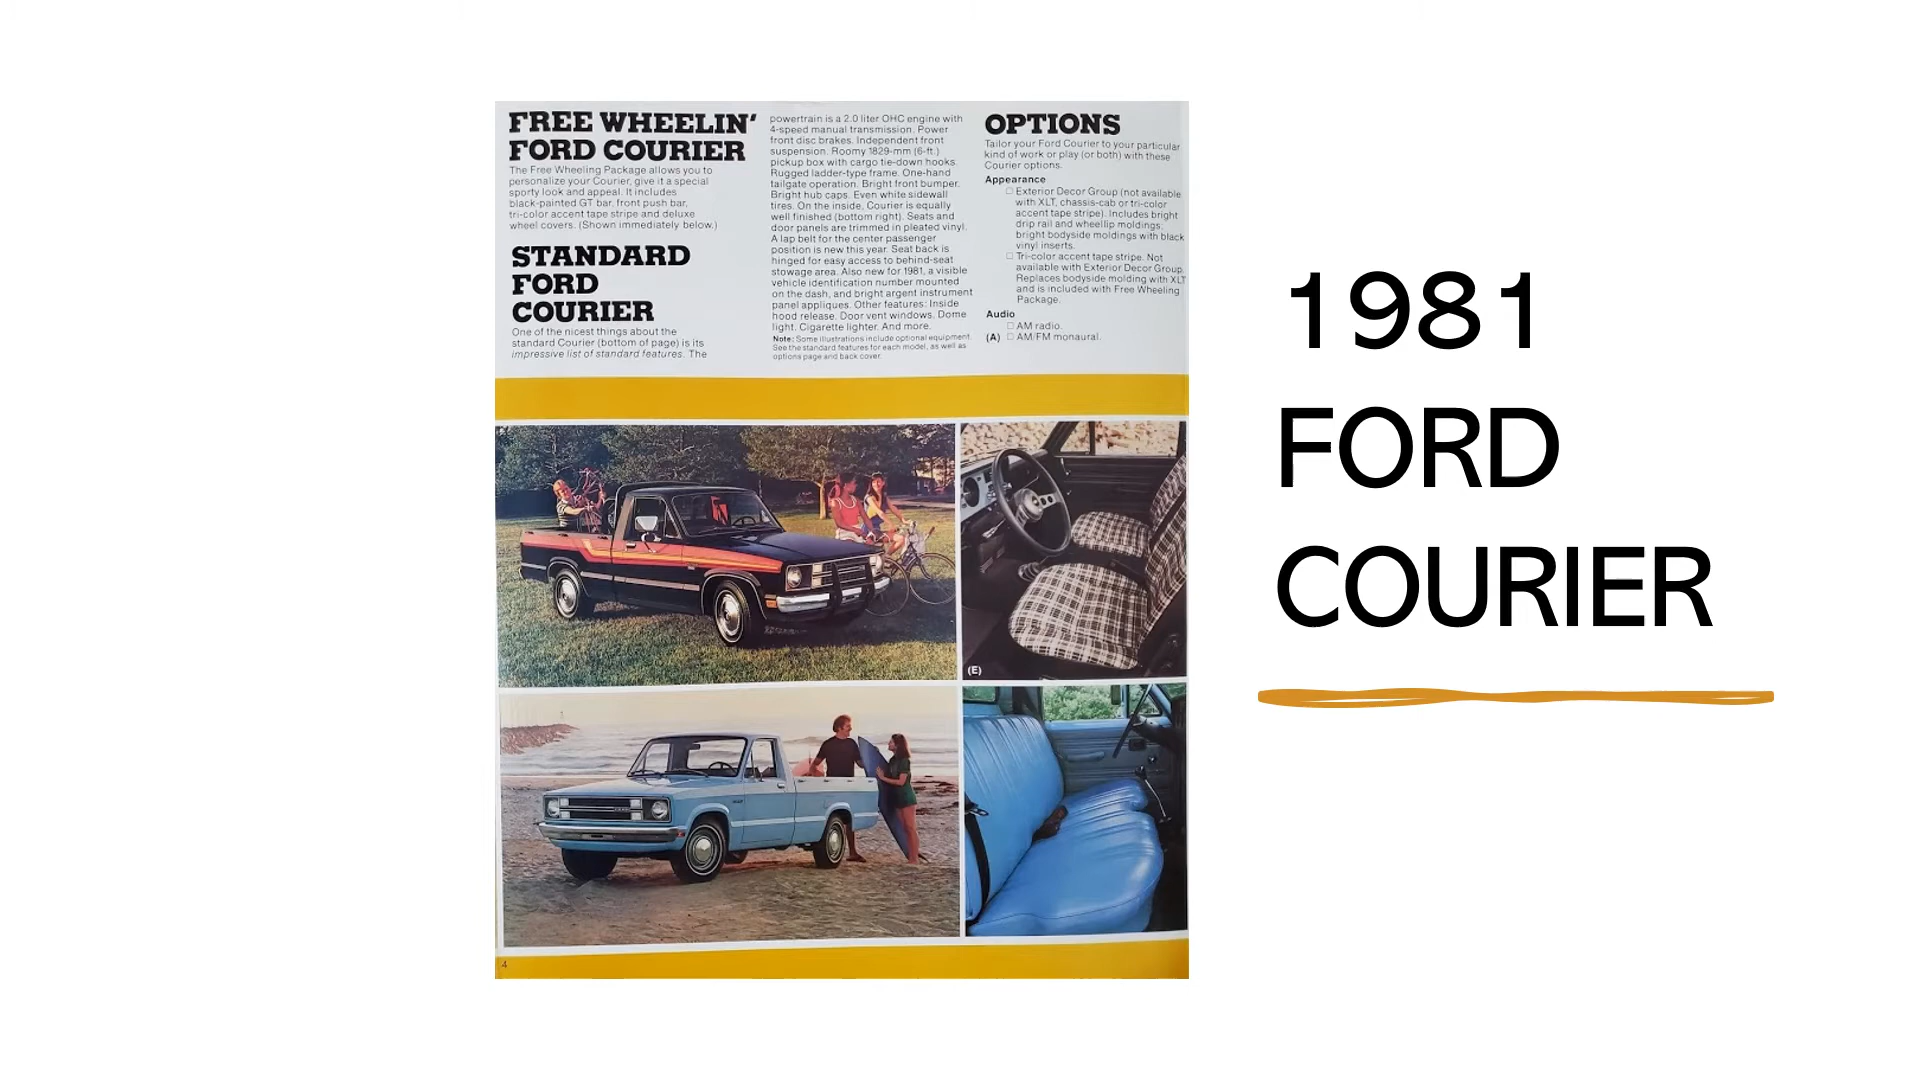 FREE WHEELIN'
FORD COURIER
The Free Wheeling Package allows you to
personalize your Courier, give it a special
sporty look and appeal. It includes
black-painted GT bar, front push bar,
tri-color accent tape stripe and deluxe
wheel covers. (Shown immediately below.)
STANDARD
FORD
COURIER
One of the nicest things about the
standard Courier (bottom of page) is its
impressive list of standard features. The
powertrain is a 2.0 liter OHC engine with
4-speed manual transmission. Power
front disc brakes. Independent front
suspension. Roomy 1829-mm (6-ft.)
pickup box with cargo tie-down hooks.
Rugged ladder-type frame. One-hand
tailgate operation. Bright front bumper.
Bright hub caps. Even white sidewall
tires. On the inside, Courier is equally
well finished (bottom right). Seats and
door panels are trimmed in pleated vinyl.
A lap belt for the center passenger
position is new this year. Seat back is
hinged for easy access to behind-seat
stowage area. Also new for 1981, a visible
vehicle identification number mounted
on the dash, and bright argent instrument
panel appliques. Other features: Inside
hood release. Door vent windows. Dome
light. Cigarette lighter. And more.
Note: Some illustrations include optional equipment.
See the standard features for each model, as well as
options page and back cover.
OPTIONS
Tailor your Ford Courier to your particular
kind of work or play (or both) with these
Courier options.
Appearance
□ Exterior Decor Group (not available
with XLT, chassis-cab or tri-color
accent tape stripe). Includes bright
drip rail and wheellip moldings;
bright bodyside moldings with black
vinyl inserts.
□ Tri-color accent tape stripe. Not
available with Exterior Decor Group.
Replaces bodyside molding with XLT
and is included with Free Wheeling
Package.
Audio
□ AM radio.
(A) □ AM/FM monaural.
(E)
4
1981
FORD
COURIER